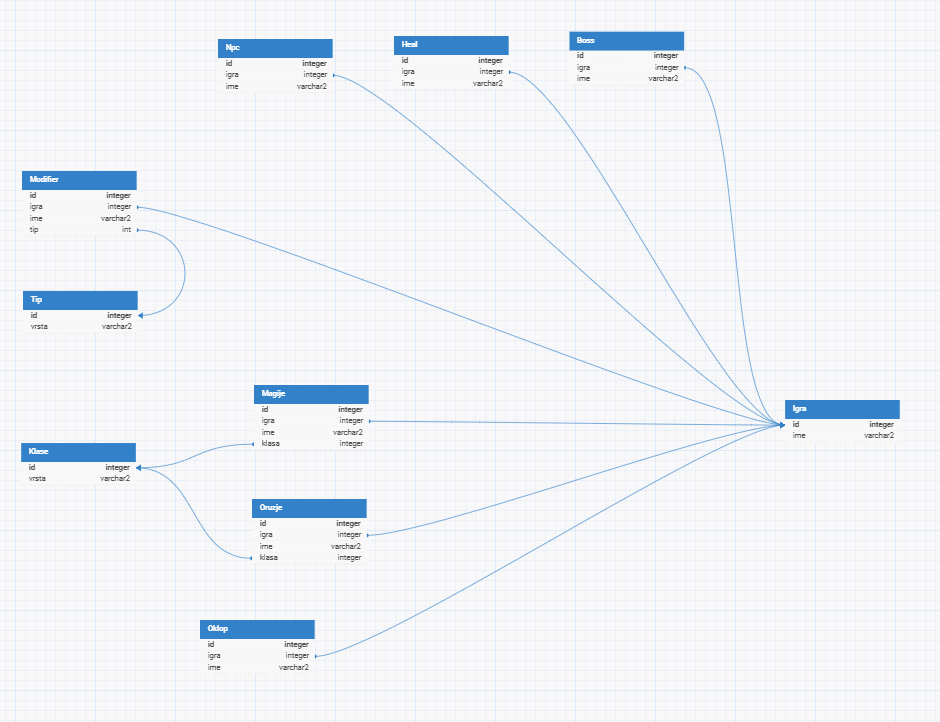 Npc
id integer
igra integer
ime varchar2
Heal
id integer
igra integer
ime varchar2
Boss
id integer
igra integer
ime varchar2
Modifier
id integer
igra integer
ime varchar2
tip int
Tip
id integer
vrsta varchar2
Magije
id integer
igra integer
ime varchar2
klasa integer
Igra
id integer
ime varchar2
Klase
id integer
vrsta varchar2
Oruzje
id integer
igra integer
ime varchar2
klasa integer
Oklop
id integer
igra integer
ime varchar2